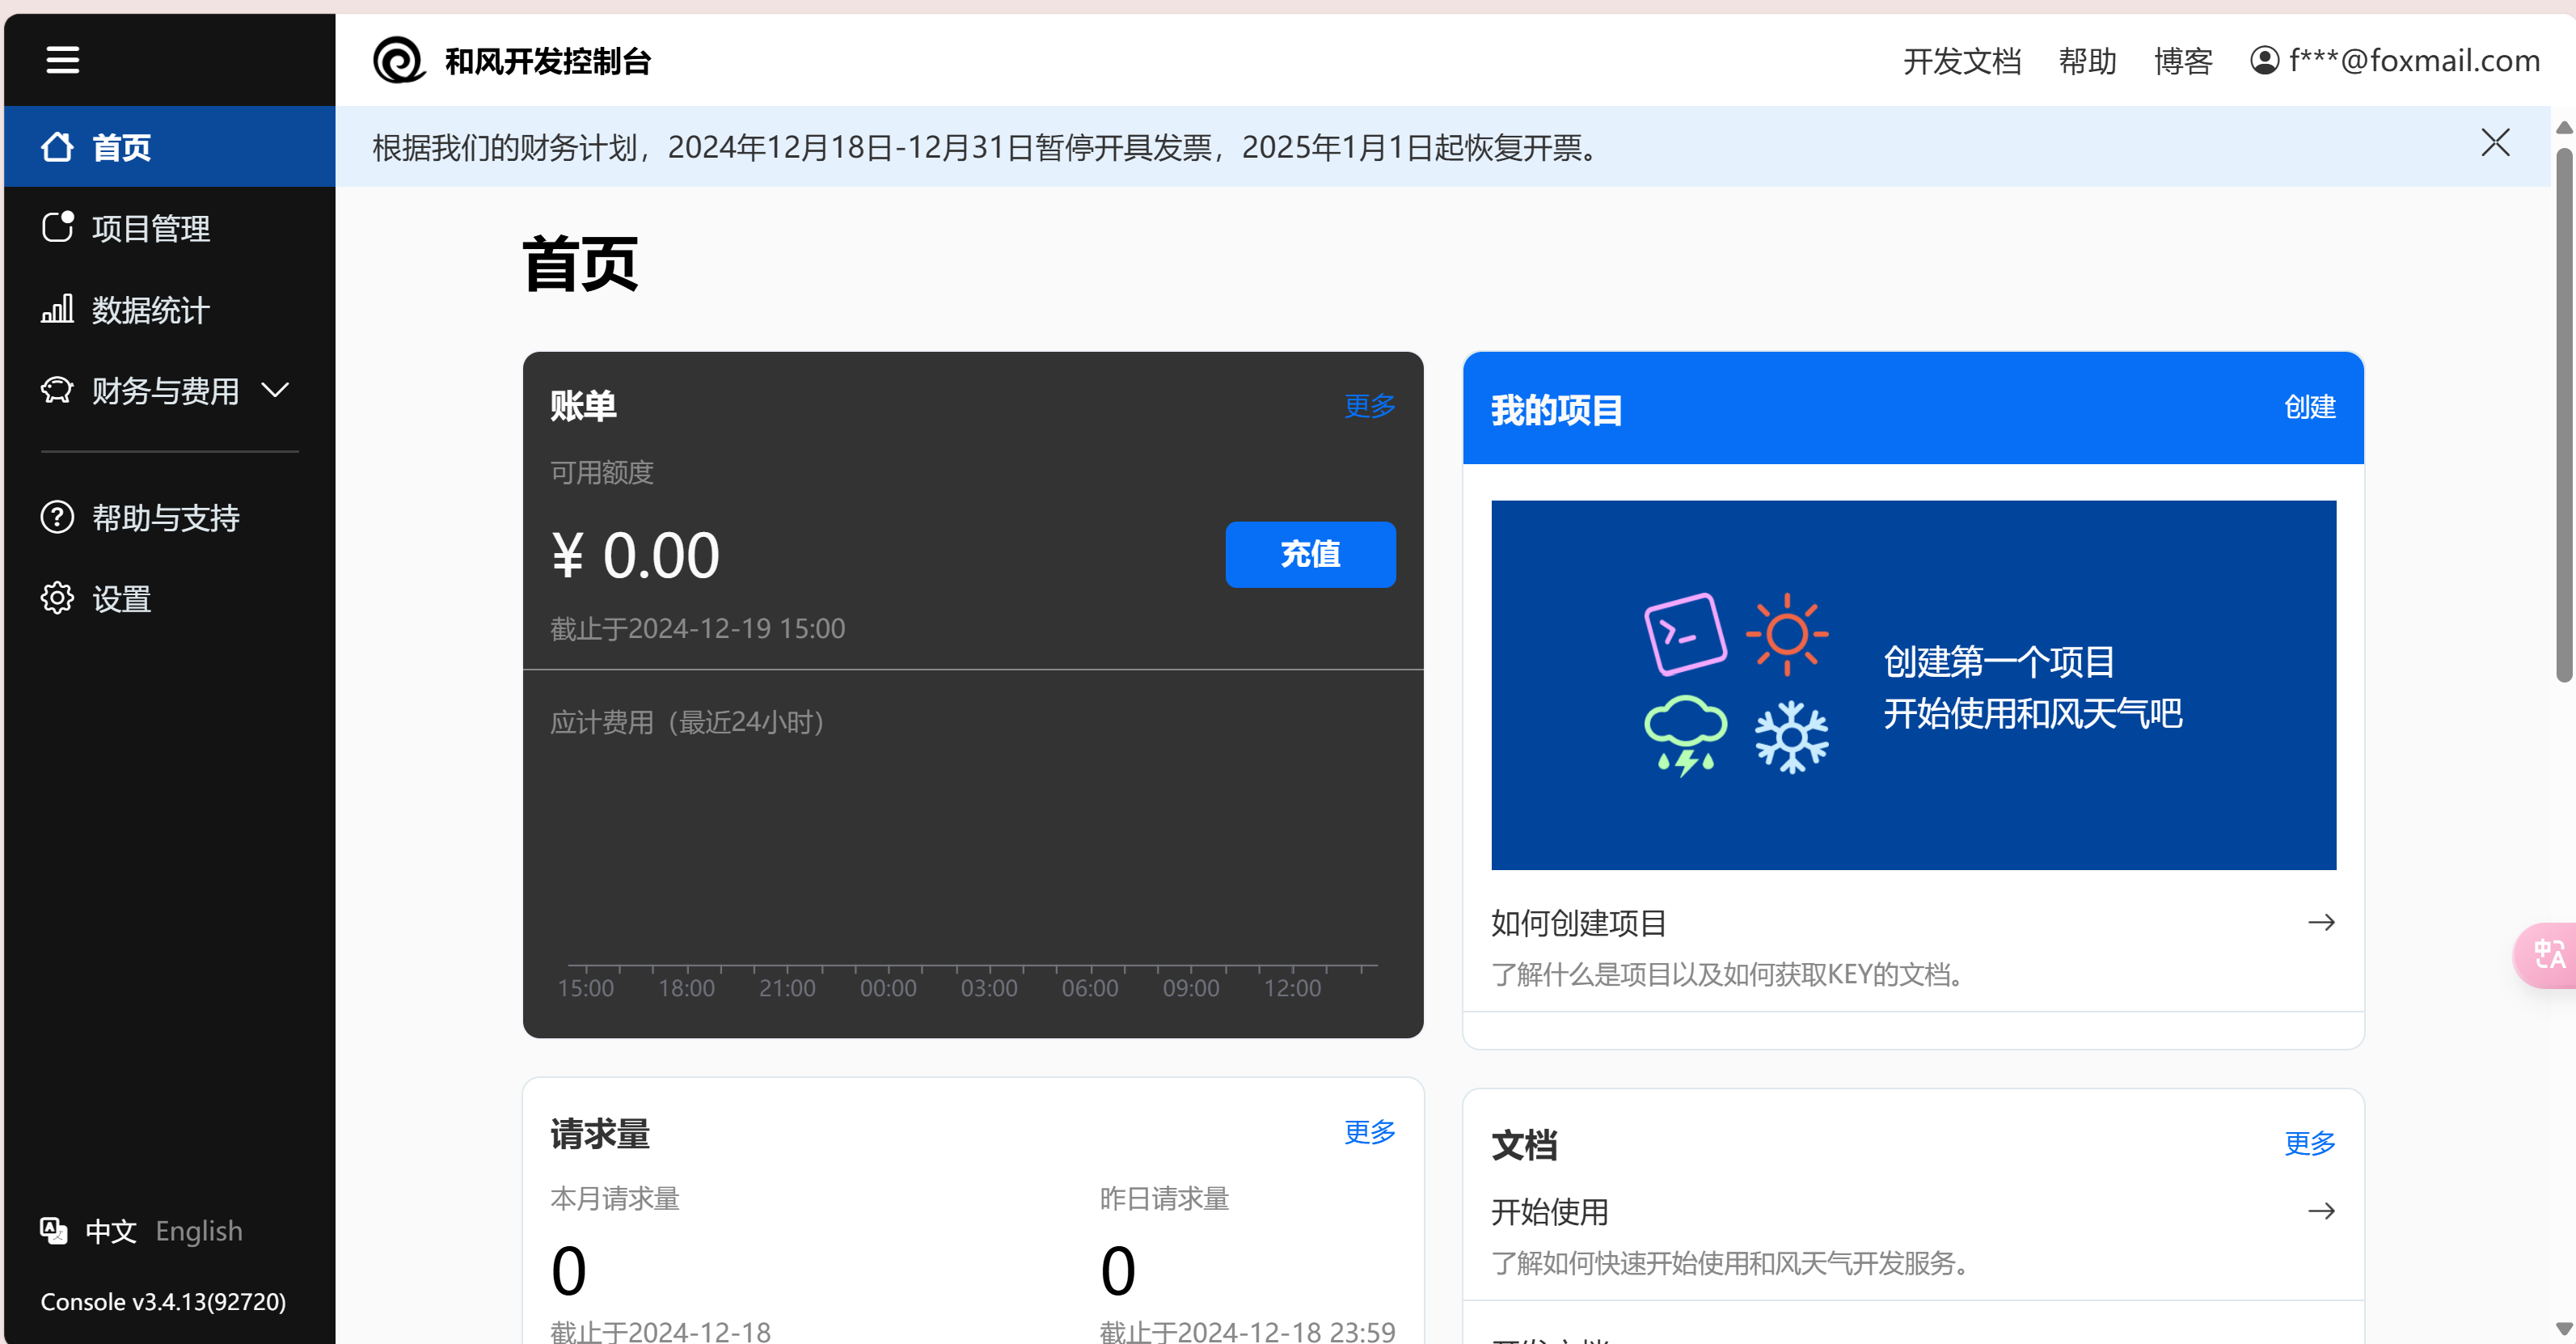 和风开发控制台
开发文档 帮助 博客 f***@foxmail.com
首页
项目管理
数据统计
财务与费用
帮助与支持
设置
中文 English
Console v3.4.13(92720)
根据我们的财务计划，2024年12月18日-12月31日暂停开具发票，2025年1月1日起恢复开票。
首页
账单 更多
可用额度
¥ 0.00 充值
截止于2024-12-19 15:00
应计费用（最近24小时）
15:00 18:00 21:00 00:00 03:00 06:00 09:00 12:00
我的项目 创建
创建第一个项目
开始使用和风天气吧
如何创建项目
了解什么是项目以及如何获取KEY的文档。
请求量 更多
本月请求量 昨日请求量
0 0
截止于2024-12-18 截止于2024-12-18 23:59
文档 更多
开始使用
了解如何快速开始使用和风天气开发服务。